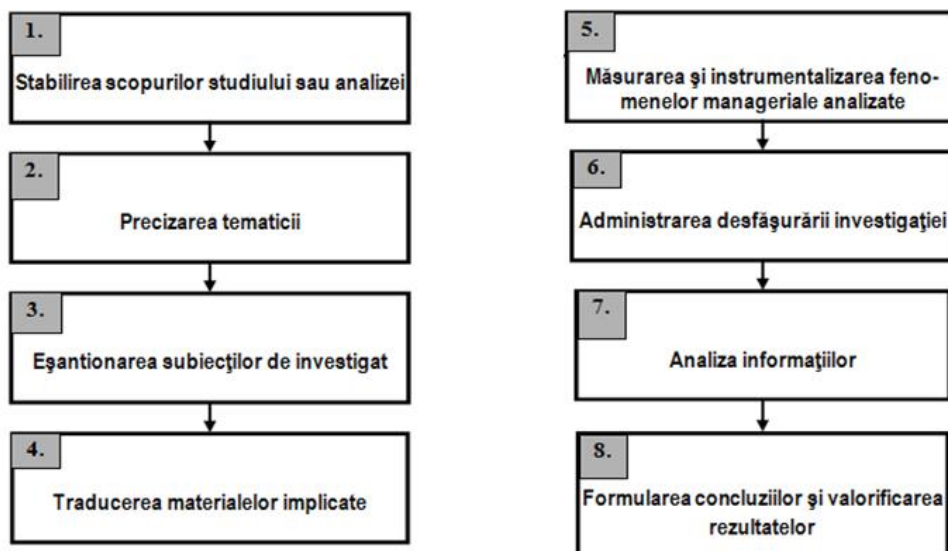 1.
Stabilirea scopurilor studiului sau analizei
2.
Precizarea tematicii
3.
Eşantionarea subiecţilor de investigat
4.
Traducerea materialelor implicate
5.
Măsurarea şi instrumentalizarea feno-
menelor manageriale analizate
6.
Administrarea desfăşurării investigaţiei
7.
Analiza informaţiilor
8.
Formularea concluziilor şi valorificarea
rezultatelor